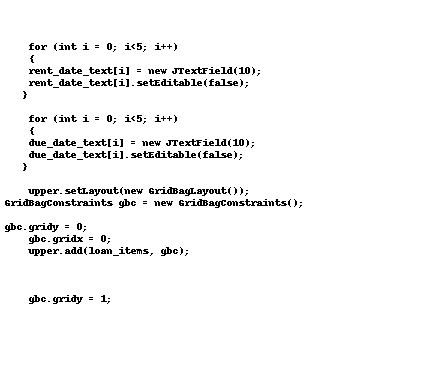 for (int i = 0; i<5; i++)
{
rent_date_text[i] = new JTextField(10);
rent_date_text[i].setEditable(false);
}
for (int i = 0; i<5; i++)
{
due_date_text[i] = new JTextField(10);
due_date_text[i].setEditable(false);
}
upper.setLayout(new GridBagLayout());
GridBagConstraints gbc = new GridBagConstraints();
gbc.gridy = 0;
gbc.gridx = 0;
upper.add(loan_items, gbc);
gbc.gridy = 1;